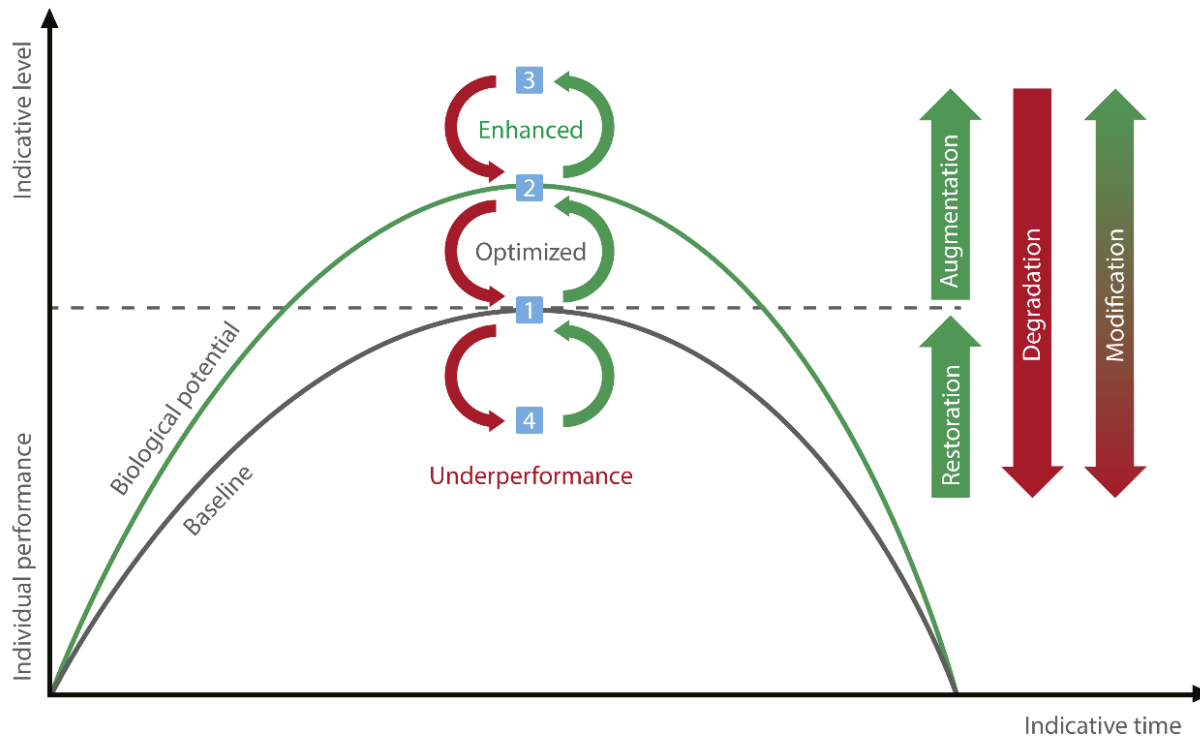 Indicative level
Individual performance
3
Enhanced
2
Optimized
1
4
Underperformance
Biological potential
Baseline
Augmentation
Restoration
Degradation
Modification
Indicative time